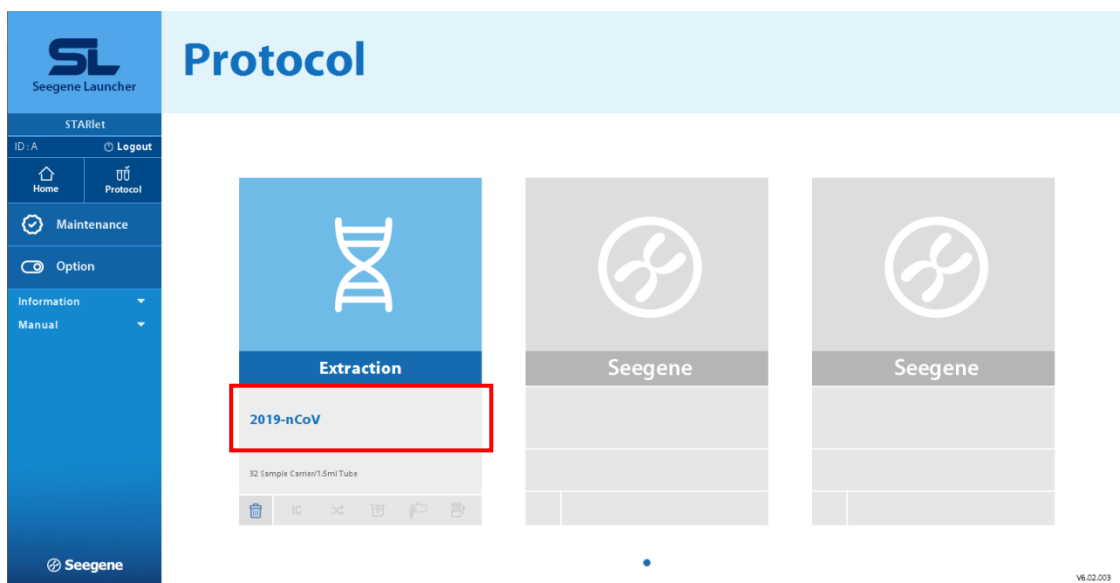 SL
Seegene Launcher
STARlet
ID : A
Logout
Home
Protocol
Maintenance
Option
Information
Manual
Seegene
Protocol
Extraction
2019-nCoV
32 Sample Carrier/1.5ml Tube
IC
Seegene
Seegene
V6.02.003